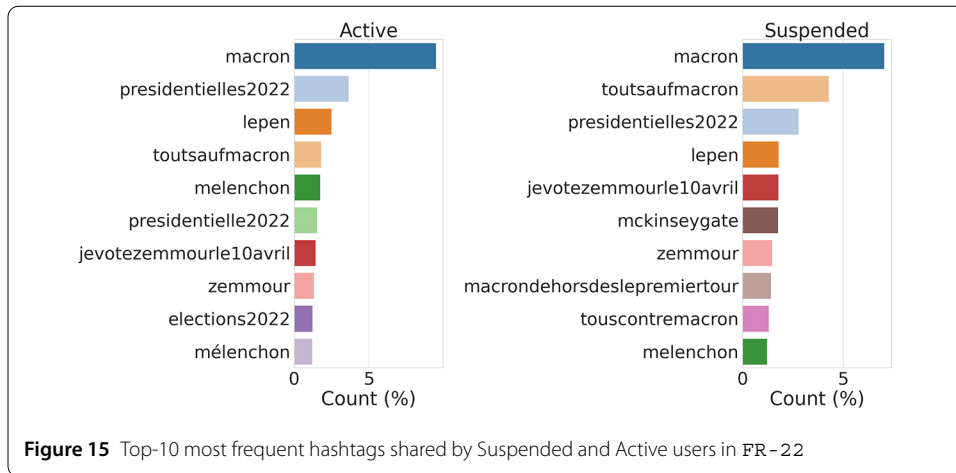 Active
macron
presidentielles2022
lepen
toutsaufmacron
melenchon
presidentielle2022
jevotezemmourle10avril
zemmour
elections2022
mélenchon
0 5
Count (%)
Suspended
macron
toutsaufmacron
presidentielles2022
lepen
jevotezemmourle10avril
mckinseygate
zemmour
macrondehorsdeslepremiertour
touscontremacron
melenchon
0 5
Count (%)
Figure 15 Top-10 most frequent hashtags shared by Suspended and Active users in FR-22